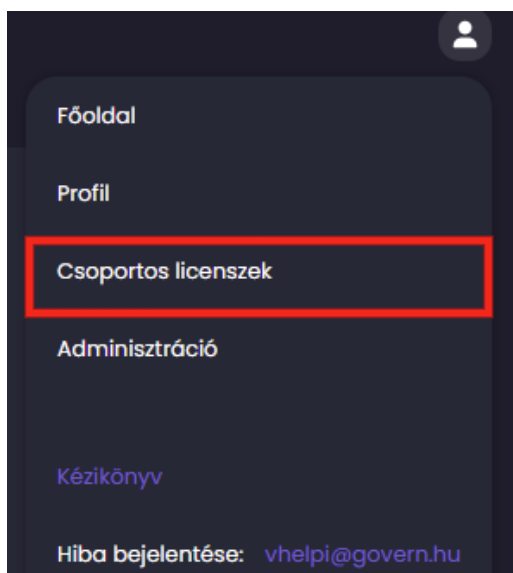 Főoldal
Profil
Csoportos licenszek
Adminisztráció
Kézikönyv
Hiba bejelentése: vhelpi@govern.hu